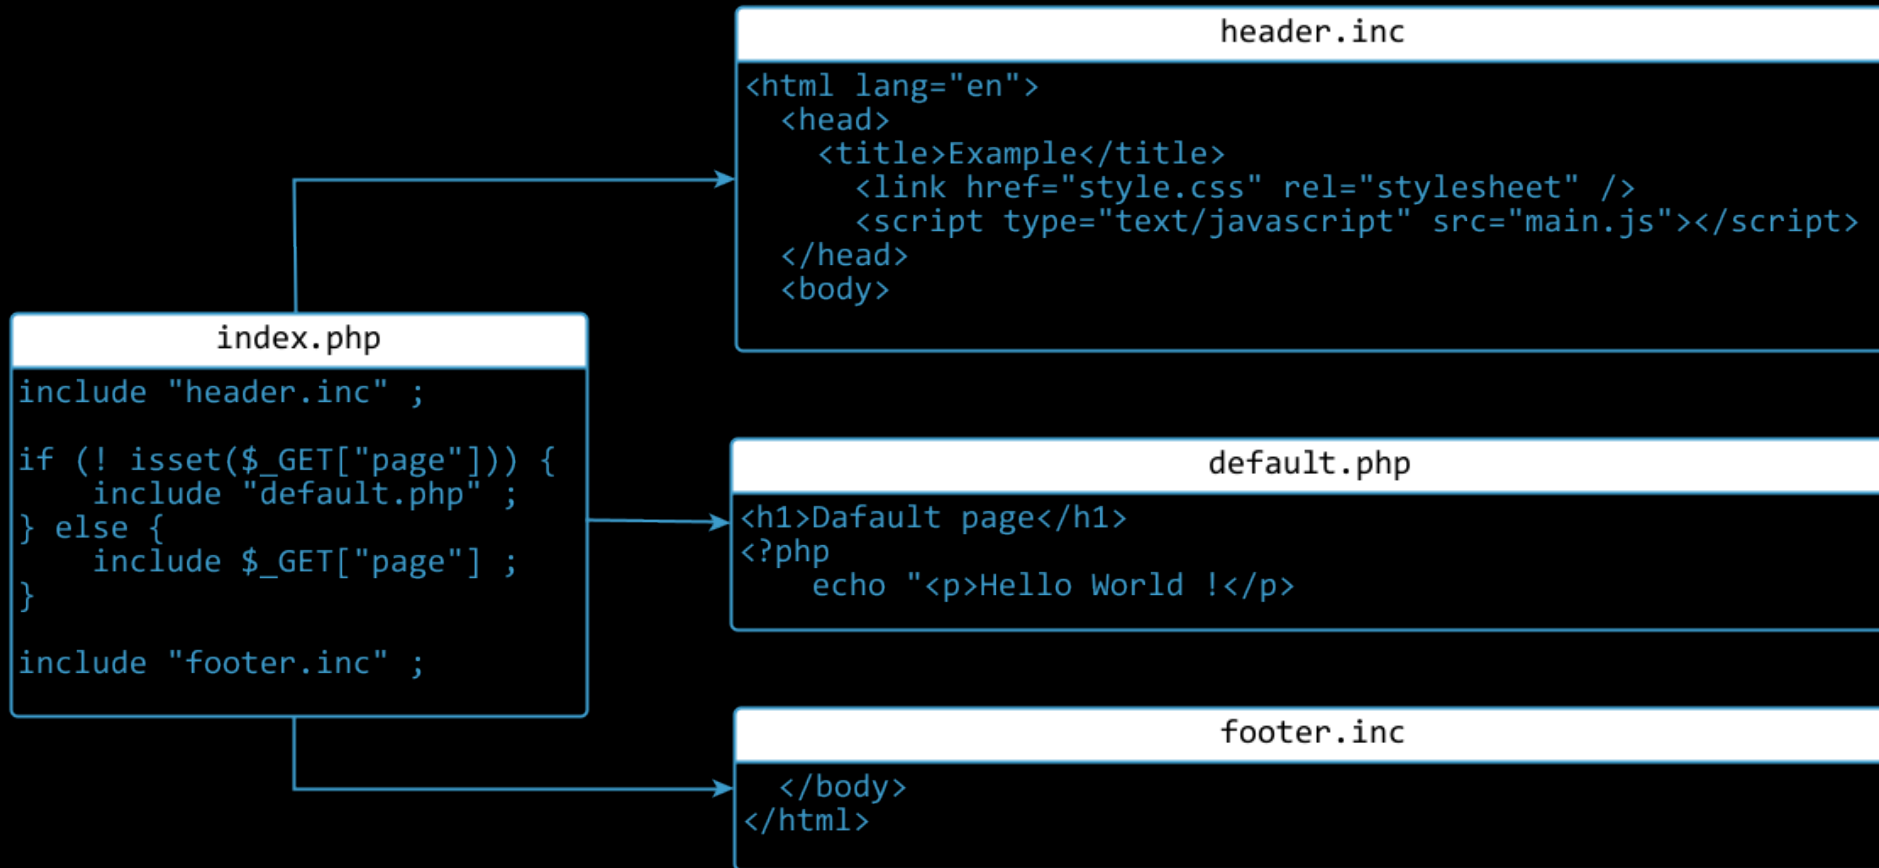 header.inc
<html lang="en">
<head>
<title>Example</title>
<link href="style.css" rel="stylesheet" />
<script type="text/javascript" src="main.js"></script>
</head>
<body>
index.php
include "header.inc" ;
if (! isset($_GET["page"])) {
include "default.php" ;
} else {
include $_GET["page"] ;
}
include "footer.inc" ;
default.php
<h1>Dafault page</h1>
<?php
echo "<p>Hello World !</p>
footer.inc
</body>
</html>